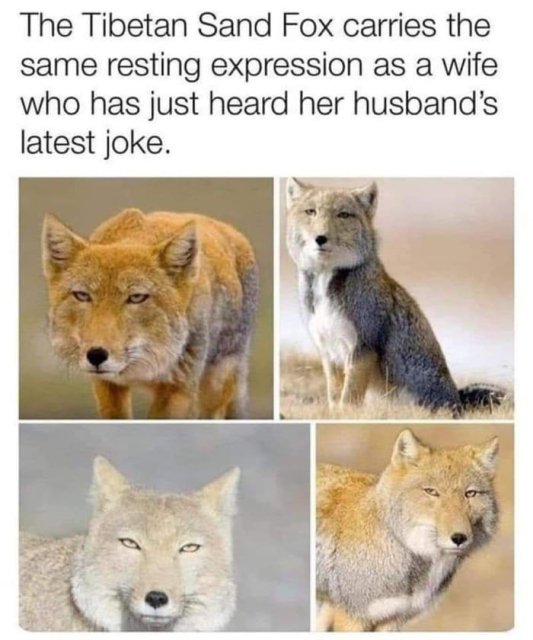 The Tibetan Sand Fox carries the
same resting expression as a wife
who has just heard her husband's
latest joke.